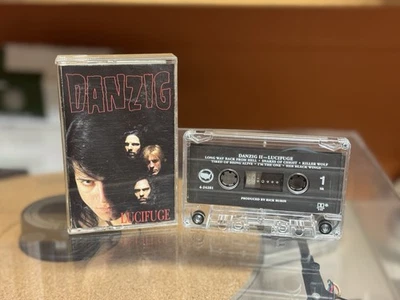 DANZIG
LUCIFUGE
DANZIG II—LUCIFUGE
LONG WAY BACK FROM HELL • SNAKES OF CHRIST • KILLER WOLF
TIRED OF BEING ALIVE • I'M THE ONE • HER BLACK WINGS
1
PRODUCED BY RICK RUBIN